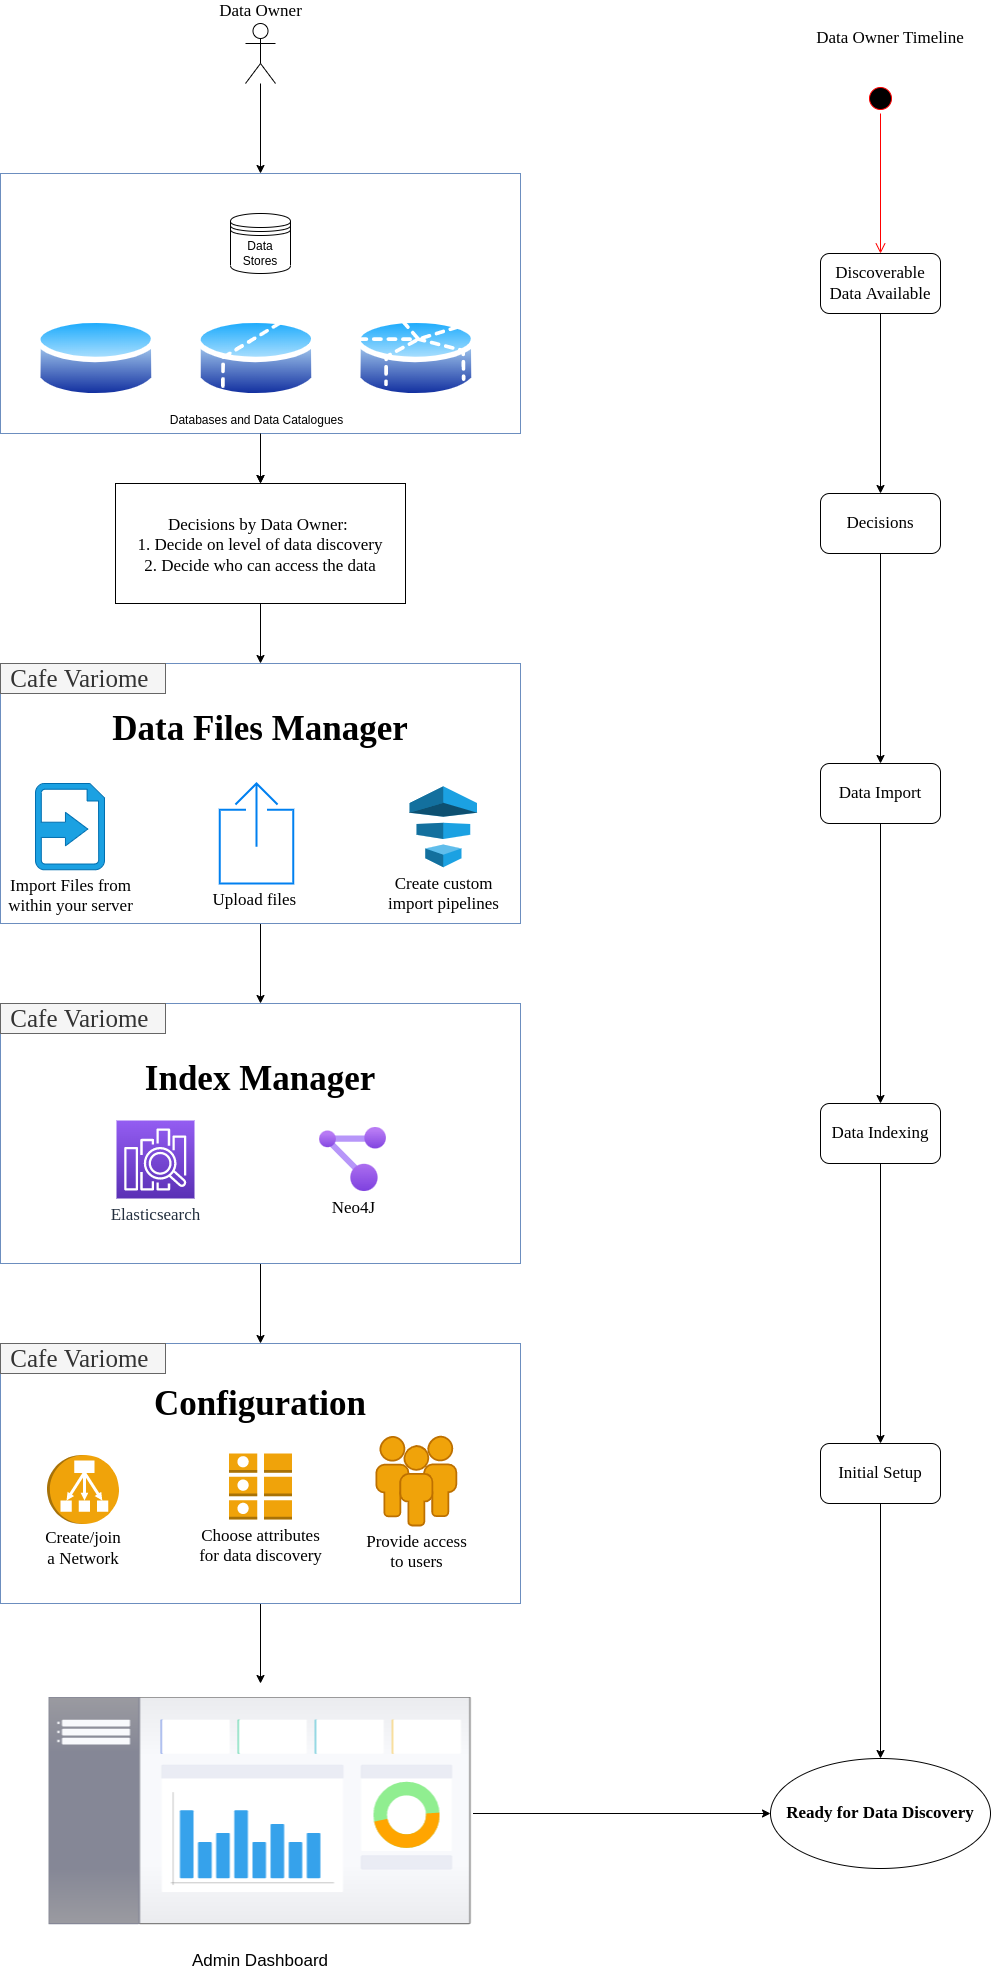 Data Owner
Data Owner Timeline
Data
Stores
Databases and Data Catalogues
Discoverable
Data Available
Decisions by Data Owner:
1. Decide on level of data discovery
2. Decide who can access the data
Decisions
Cafe Variome
Data Files Manager
Import Files from
within your server
Upload files
Create custom
import pipelines
Data Import
Cafe Variome
Index Manager
Elasticsearch
Neo4J
Data Indexing
Cafe Variome
Configuration
Create/join
a Network
Choose attributes
for data discovery
Provide access
to users
Initial Setup
Ready for Data Discovery
Admin Dashboard